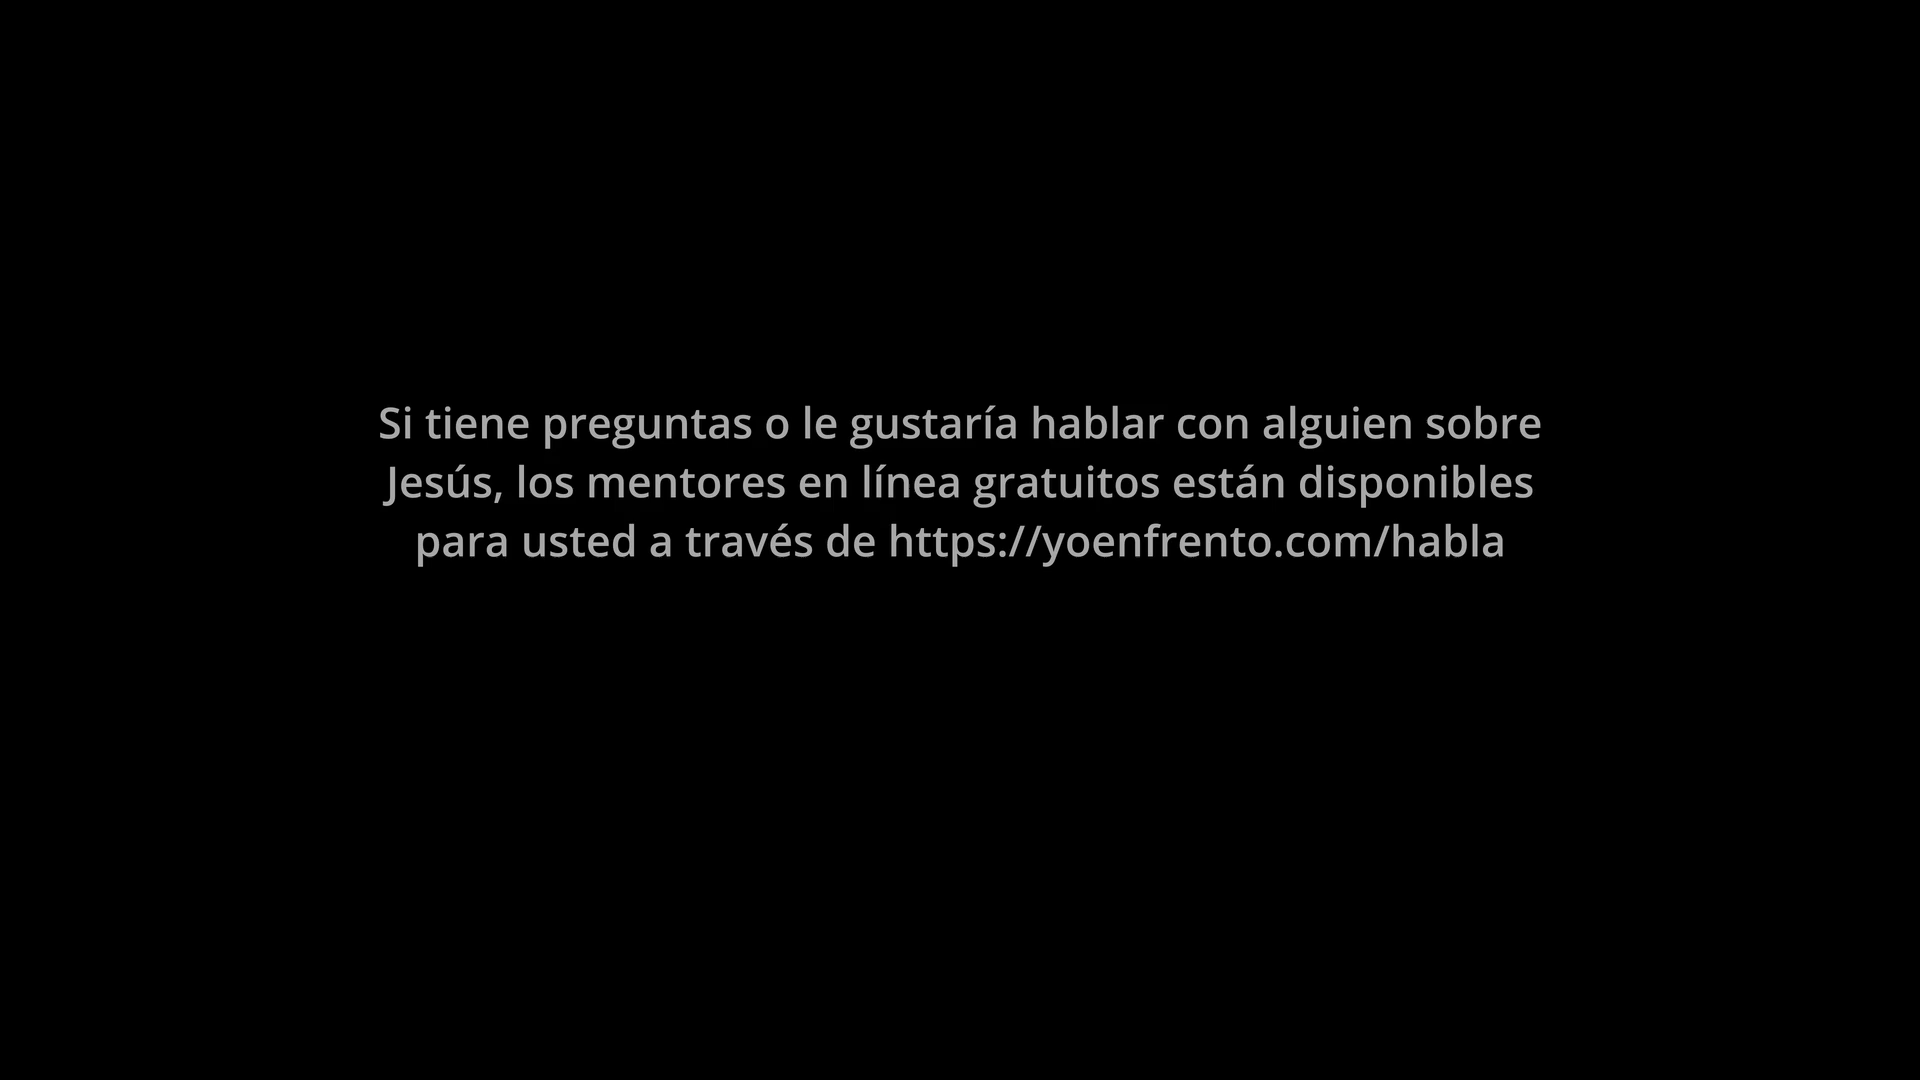 Si tiene preguntas o le gustaría hablar con alguien sobre
Jesús, los mentores en línea gratuitos están disponibles
para usted a través de https://yoenfrento.com/habla